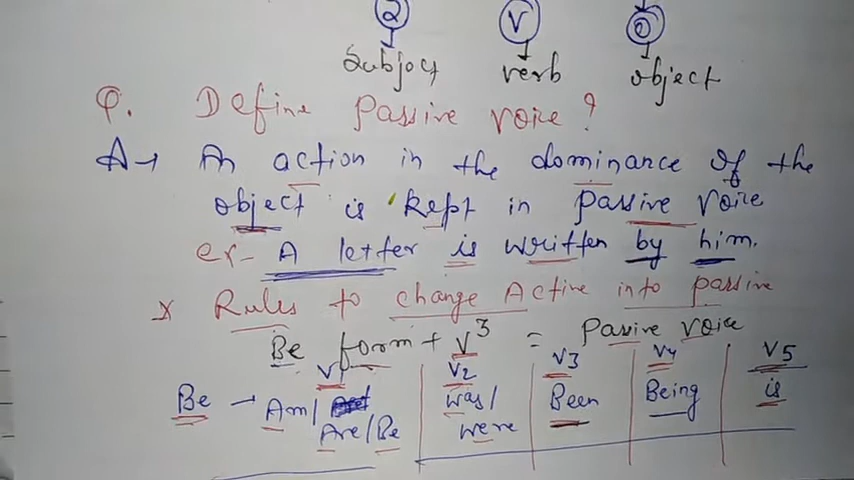 S V O
Subject verb object
Q. Define Passive voice?
A→ An action in the dominance of the
object is kept in passive voice
ex- A letter is written by him.
x Rules to change Active into passive
Be form + V3 = Passive voice
V1 V2 V3 V4 V5
Be → Am/ was/ Been Being is
Are/Be were